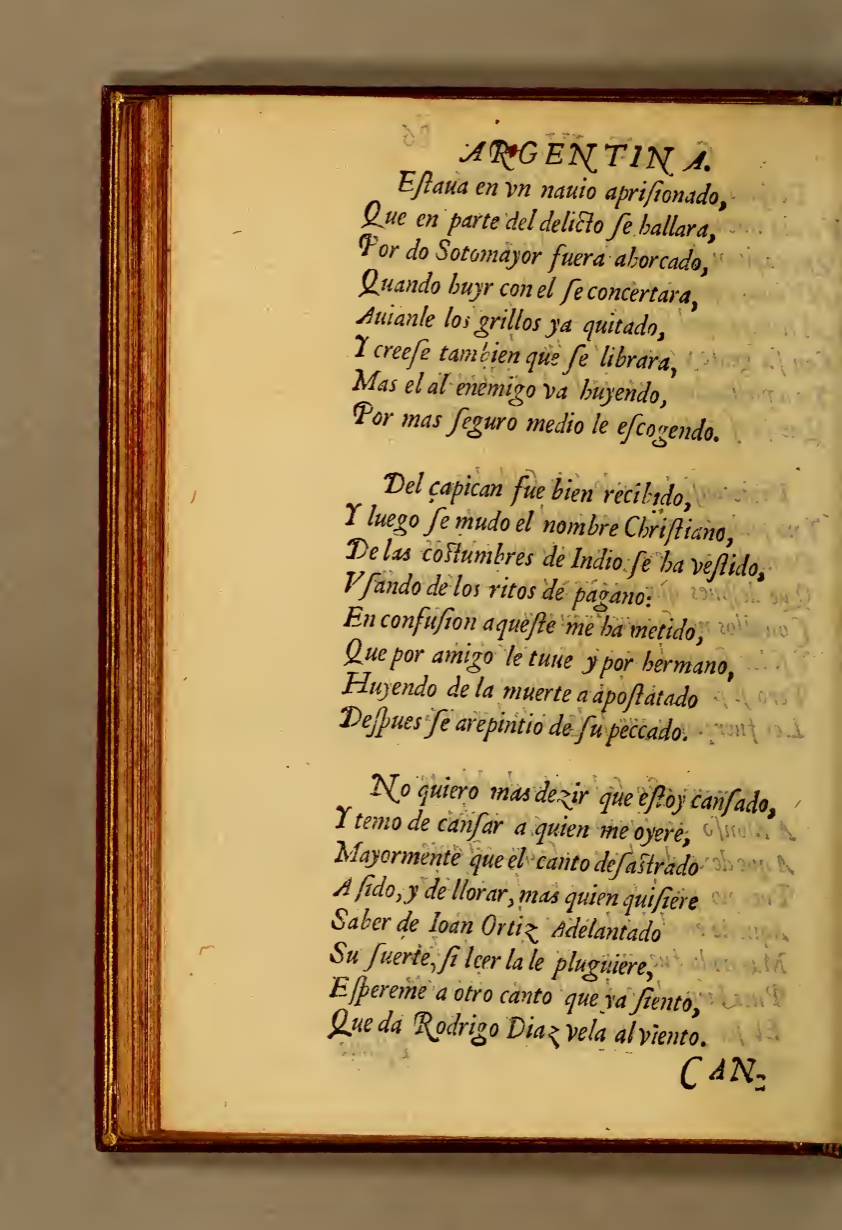 ARGENTINA.
Eſtaua en vn nauio apriſionado,
Que en parte del delicto ſe hallara,
Por do Sotomayor fuera ahorcado,
Quando huyr con el ſe concertara,
Auianle los grillos ya quitado,
Y creeſe tambien que ſe librara,
Mas el al enemigo va huyendo,
Por mas ſeguro medio le eſcogendo.
Del çapican fue bien recibido,
Y luego ſe mudo el nombre Chriſtiano,
De las coſtumbres de Indio ſe ha veſtido,
Vſando de los ritos de pagano:
En confuſion aqueſte me ha metido,
Que por amigo le tuue y por hermano,
Huyendo de la muerte a apoſtatado
Deſpues ſe arepintio de ſu peccado.
No quiero mas dezir que eſtoy canſado,
Y temo de canſar a quien me oyere,
Mayormente que el canto deſaſtrado
A ſido, y de llorar, mas quien quiſiere
Saber de Ioan Ortiz Adelantado
Su ſuerte, ſi leer la le pluguiere,
Eſpereme a otro canto que ya ſiento,
Que da Rodrigo Diaz vela al viento.
CAN-